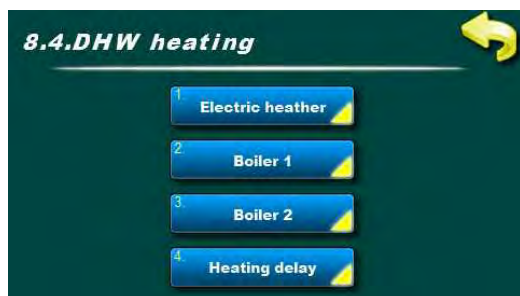 8.4.DHW heating
1. Electric heather
2. Boiler 1
3. Boiler 2
4. Heating delay